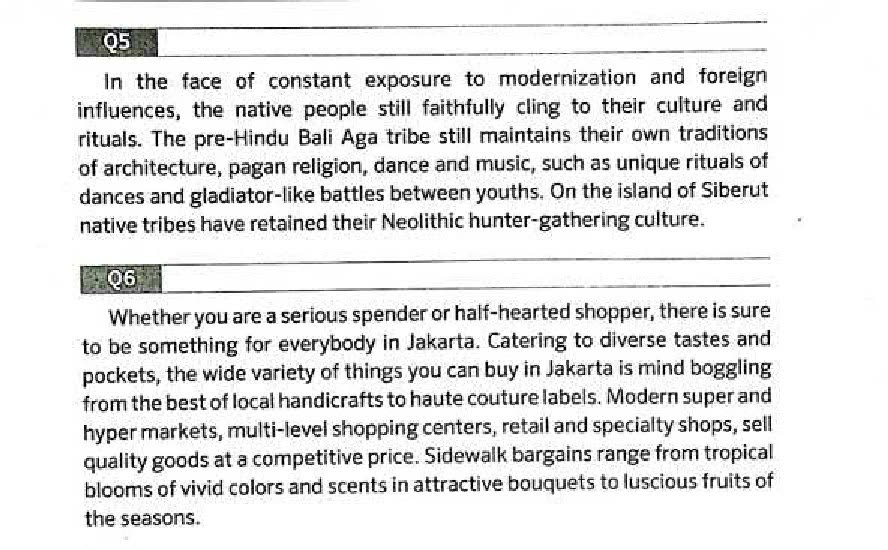 Q5
In the face of constant exposure to modernization and foreign
influences, the native people still faithfully cling to their culture and
rituals. The pre-Hindu Bali Aga tribe still maintains their own traditions
of architecture, pagan religion, dance and music, such as unique rituals of
dances and gladiator-like battles between youths. On the island of Siberut
native tribes have retained their Neolithic hunter-gathering culture.
Q6
Whether you are a serious spender or half-hearted shopper, there is sure
to be something for everybody in Jakarta. Catering to diverse tastes and
pockets, the wide variety of things you can buy in Jakarta is mind boggling
from the best of local handicrafts to haute couture labels. Modern super and
hyper markets, multi-level shopping centers, retail and specialty shops, sell
quality goods at a competitive price. Sidewalk bargains range from tropical
blooms of vivid colors and scents in attractive bouquets to luscious fruits of
the seasons.